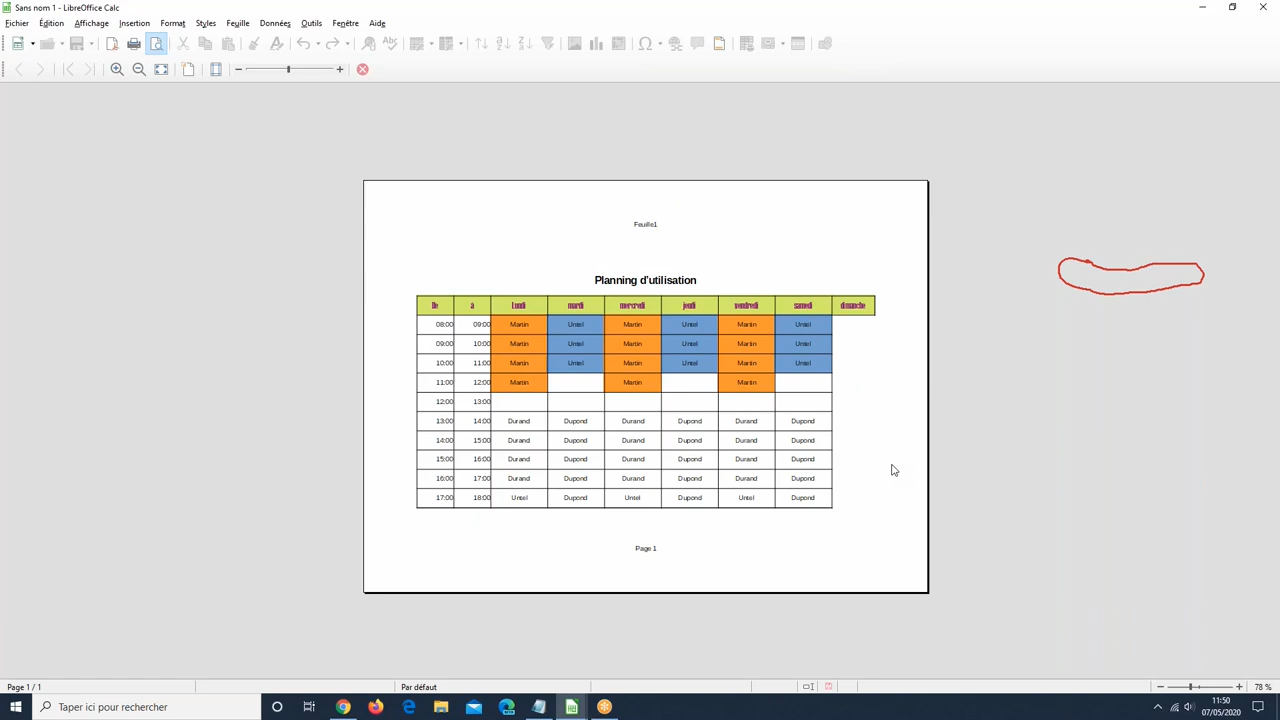 Sans nom 1 - LibreOffice Calc
Fichier Édition Affichage Insertion Format Styles Feuille Données Outils Fenêtre Aide
Feuille1
Planning d'utilisation
De à Lundi mardi mercredi jeudi vendredi samedi dimanche
08:00 09:00 Martin Untel Martin Untel Martin Untel
09:00 10:00 Martin Untel Martin Untel Martin Untel
10:00 11:00 Martin Untel Martin Untel Martin Untel
11:00 12:00 Martin Martin Martin
12:00 13:00
13:00 14:00 Durand Dupond Durand Dupond Durand Dupond
14:00 15:00 Durand Dupond Durand Dupond Durand Dupond
15:00 16:00 Durand Dupond Durand Dupond Durand Dupond
16:00 17:00 Durand Dupond Durand Dupond Durand Dupond
17:00 18:00 Untel Dupond Untel Dupond Untel Dupond
Page 1
Page 1 / 1 Par défaut 78 %
Taper ici pour rechercher
11:50
07/05/2020